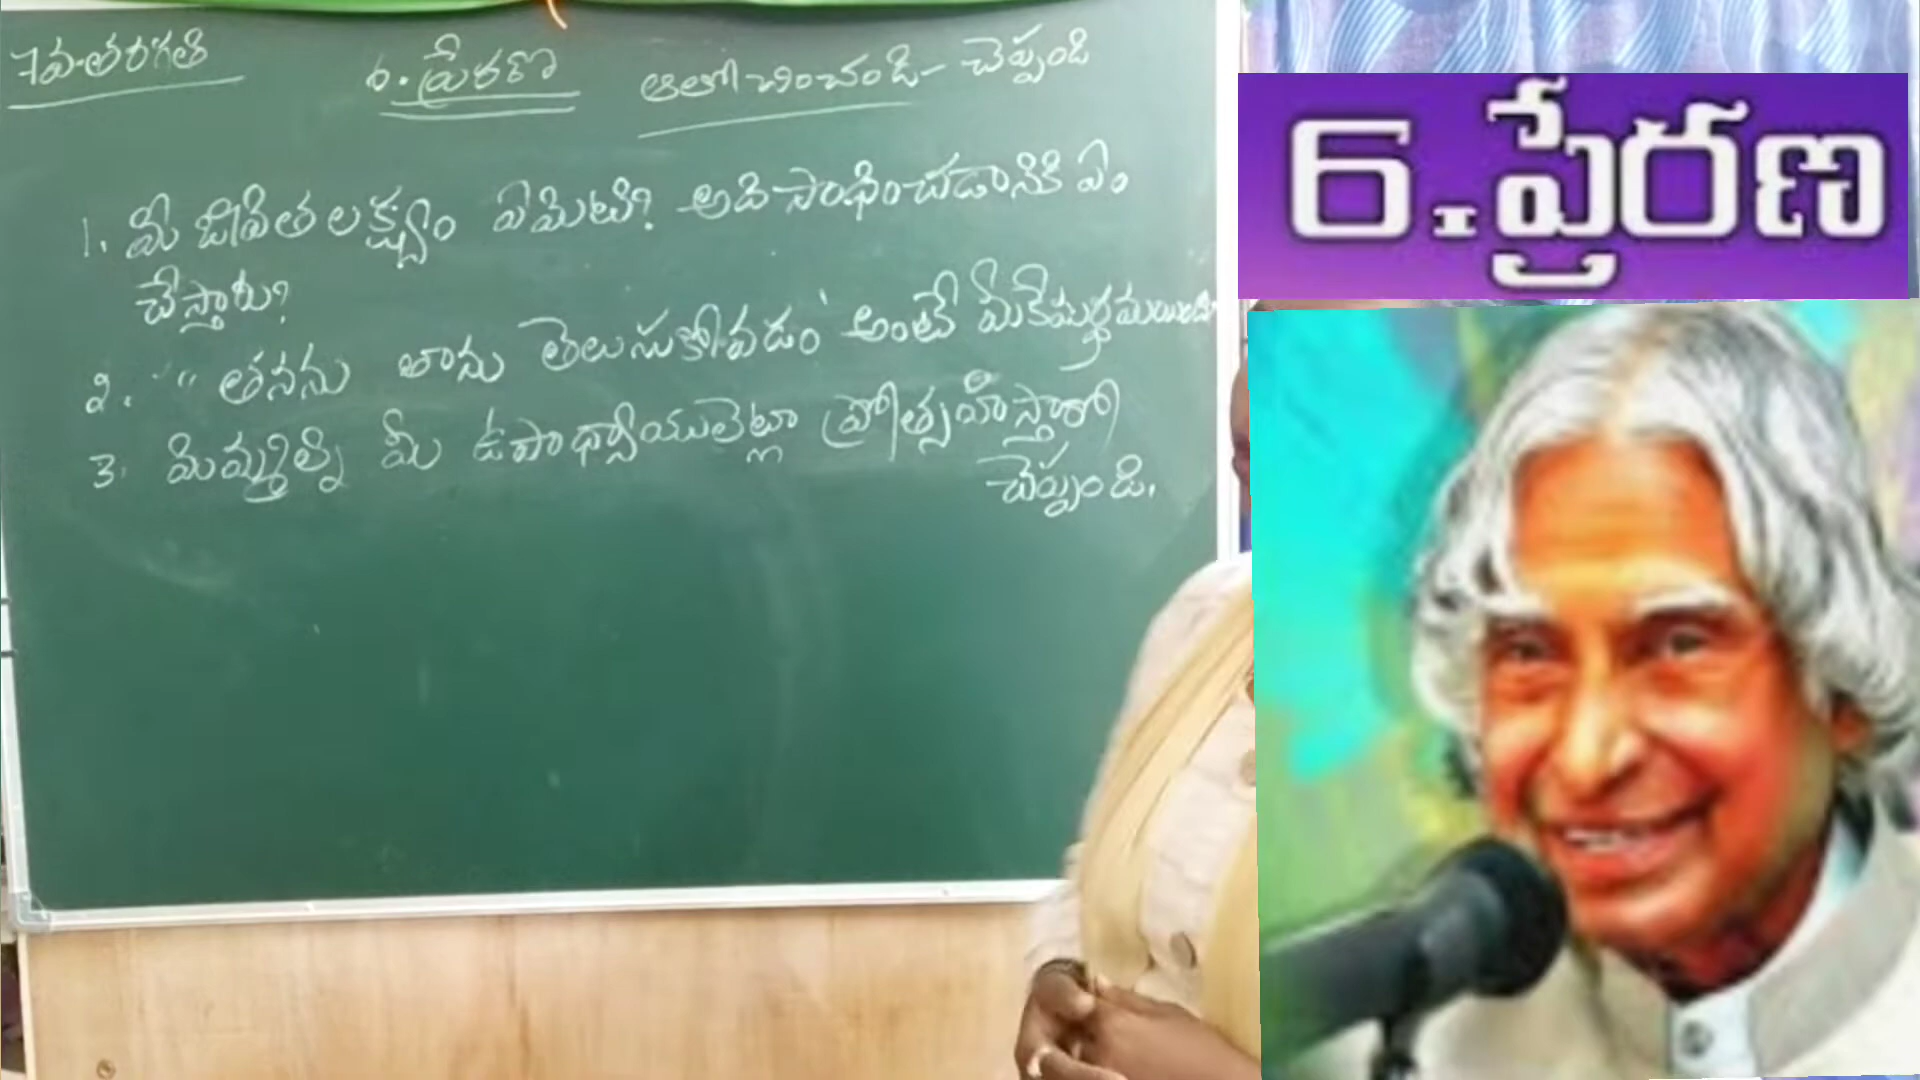 7వ తరగతి
6. ప్రేరణ
ఆలోచించండి - చెప్పండి
1. మీ జీవిత లక్ష్యం ఏమిటి? అది సాధించడానికి ఏం
చేస్తారు?
2. "తనను తాను తెలుసుకోవడం' అంటే మీకేమర్థమయింది
3. మిమ్మల్ని మీ ఉపాధ్యాయులెట్లా ప్రోత్సహిస్తారో
చెప్పండి.
6.ప్రేరణ